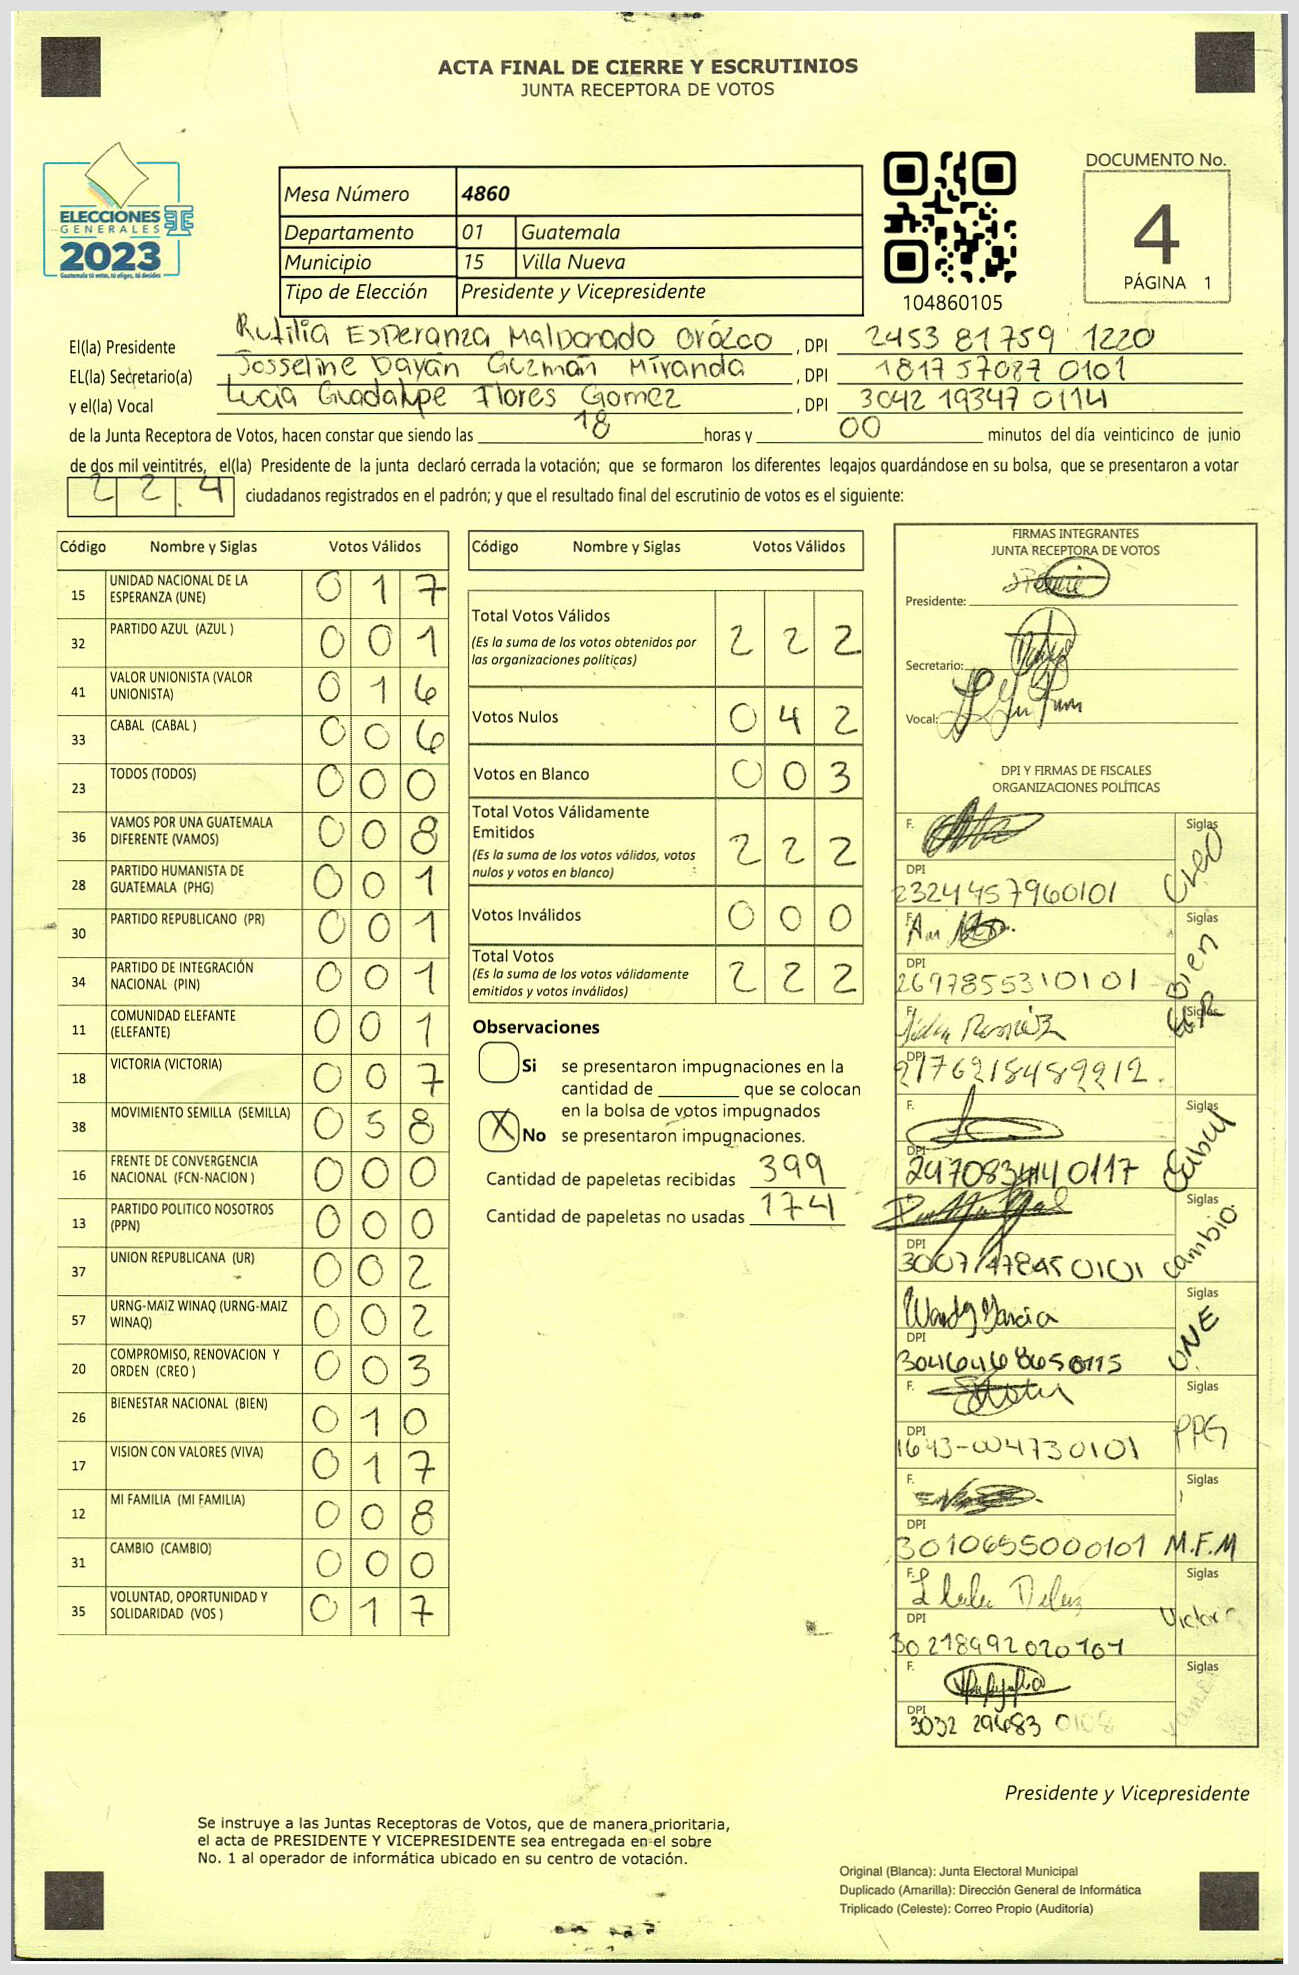 ACTA FINAL DE CIERRE Y ESCRUTINIOS
JUNTA RECEPTORA DE VOTOS
ELECCIONES
GENERALES
2023
Guatemala tú votas, tú eliges, tú decides
Mesa Número 4860
Departamento 01 Guatemala
Municipio 15 Villa Nueva
Tipo de Elección Presidente y Vicepresidente
104860105
DOCUMENTO No.
4
PÁGINA 1
El(la) Presidente Rutilia Esperanza Maldonado Orózco , DPI 2453 81759 1220
EL(la) Secretario(a) Josseline Dayán Guzmán Miranda , DPI 1817 57087 0101
y el(la) Vocal Lucia Guadalupe Flores Gomez , DPI 3042 19347 0114
de la Junta Receptora de Votos, hacen constar que siendo las 18 horas y 00 minutos del día veinticinco de junio
de dos mil veintitrés, el(la) Presidente de la junta declaró cerrada la votación; que se formaron los diferentes legajos guardándose en su bolsa, que se presentaron a votar
2 2 4 ciudadanos registrados en el padrón; y que el resultado final del escrutinio de votos es el siguiente:
Código Nombre y Siglas Votos Válidos
15 UNIDAD NACIONAL DE LA ESPERANZA (UNE) 0 1 7
32 PARTIDO AZUL (AZUL ) 0 0 1
41 VALOR UNIONISTA (VALOR UNIONISTA) 0 1 6
33 CABAL (CABAL ) 0 0 6
23 TODOS (TODOS) 0 0 0
36 VAMOS POR UNA GUATEMALA DIFERENTE (VAMOS) 0 0 8
28 PARTIDO HUMANISTA DE GUATEMALA (PHG) 0 0 1
30 PARTIDO REPUBLICANO (PR) 0 0 1
34 PARTIDO DE INTEGRACIÓN NACIONAL (PIN) 0 0 1
11 COMUNIDAD ELEFANTE (ELEFANTE) 0 0 1
18 VICTORIA (VICTORIA) 0 0 7
38 MOVIMIENTO SEMILLA (SEMILLA) 0 5 8
16 FRENTE DE CONVERGENCIA NACIONAL (FCN-NACION ) 0 0 0
13 PARTIDO POLITICO NOSOTROS (PPN) 0 0 0
37 UNION REPUBLICANA (UR) 0 0 2
57 URNG-MAIZ WINAQ (URNG-MAIZ WINAQ) 0 0 2
20 COMPROMISO, RENOVACION Y ORDEN (CREO ) 0 0 3
26 BIENESTAR NACIONAL (BIEN) 0 1 0
17 VISION CON VALORES (VIVA) 0 1 7
12 MI FAMILIA (MI FAMILIA) 0 0 8
31 CAMBIO (CAMBIO) 0 0 0
35 VOLUNTAD, OPORTUNIDAD Y SOLIDARIDAD (VOS ) 0 1 7
Código Nombre y Siglas Votos Válidos
Total Votos Válidos 2 2 2
(Es la suma de los votos obtenidos por
las organizaciones políticas)
Votos Nulos 0 4 2
Votos en Blanco 0 0 3
Total Votos Válidamente
Emitidos 2 2 2
(Es la suma de los votos válidos, votos
nulos y votos en blanco)
Votos Inválidos 0 0 0
Total Votos 2 2 2
(Es la suma de los votos válidamente
emitidos y votos inválidos)
Observaciones
Si se presentaron impugnaciones en la
cantidad de ________ que se colocan
en la bolsa de votos impugnados
X No se presentaron impugnaciones.
Cantidad de papeletas recibidas 399
Cantidad de papeletas no usadas 174
FIRMAS INTEGRANTES
JUNTA RECEPTORA DE VOTOS
Presidente:
Secretario:
Vocal:
DPI Y FIRMAS DE FISCALES
ORGANIZACIONES POLÍTICAS
F. Siglas
DPI Creo
2324457960101
F. Siglas
DPI Bien
2697855310101
F. Siglas
DPI
2176218489212.
F. Siglas
DPI Cabal
2470834140117
F. Siglas
DPI cambio
3007147845 0101
F. Wendy Garcia Siglas
DPI UNE
3046468650115
F. Siglas
DPI PPG
1643-004730101
F. Siglas
DPI
3010655000101 M.F.M
F. Siglas
DPI Victor
3021849202 0101
F. Siglas
DPI vamos
3032 29683 0108
Presidente y Vicepresidente
Se instruye a las Juntas Receptoras de Votos, que de manera prioritaria,
el acta de PRESIDENTE Y VICEPRESIDENTE sea entregada en el sobre
No. 1 al operador de informática ubicado en su centro de votación.
Original (Blanca): Junta Electoral Municipal
Duplicado (Amarilla): Dirección General de Informática
Triplicado (Celeste): Correo Propio (Auditoría)